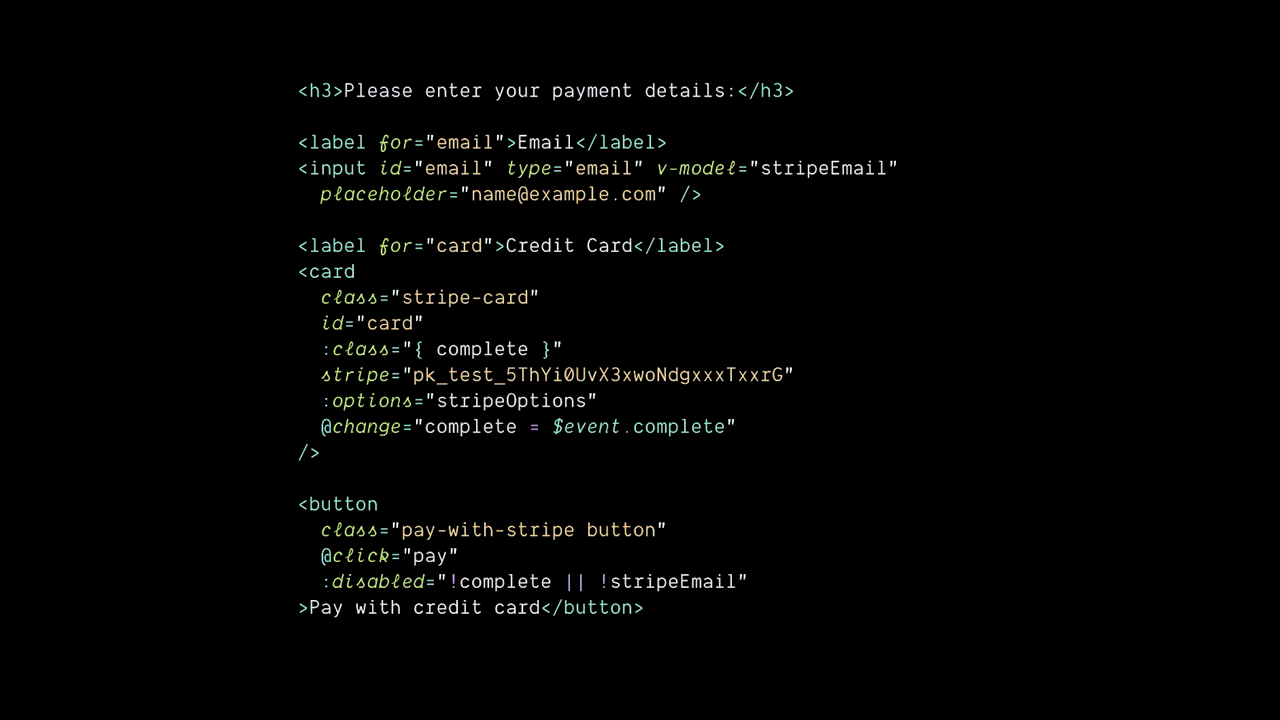 <h3>Please enter your payment details:</h3>
<label for="email">Email</label>
<input id="email" type="email" v-model="stripeEmail"
placeholder="name@example.com" />
<label for="card">Credit Card</label>
<card
class="stripe-card"
id="card"
:class="{ complete }"
stripe="pk_test_5ThYi0UvX3xwoNdgxxxTxxrG"
:options="stripeOptions"
@change="complete = $event.complete"
/>
<button
class="pay-with-stripe button"
@click="pay"
:disabled="!complete || !stripeEmail"
>Pay with credit card</button>